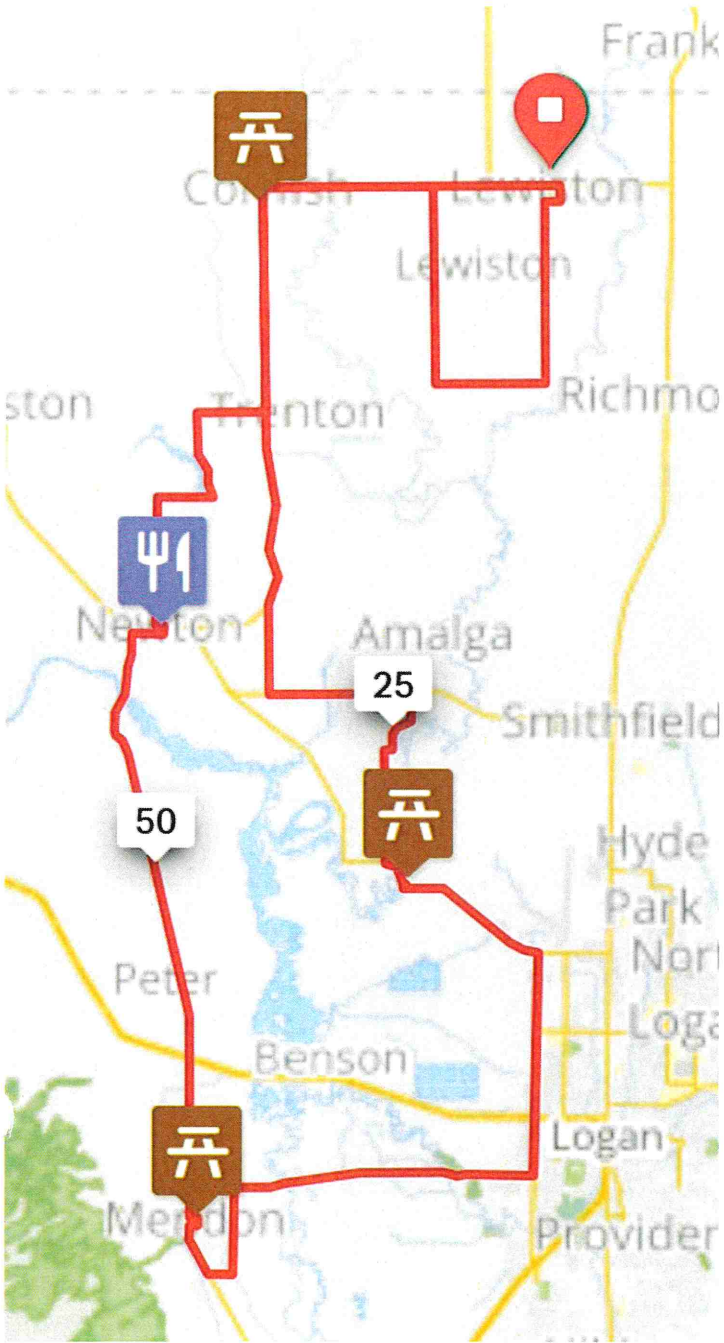 Frank
Cornish
Lewiston
Lewiston
ston
Trenton
Richmo
Newton
Amalga
25
Smithfield
50
Hyde
Park
Peter
Nort
Loga
Benson
Logan
Mendon
Providen